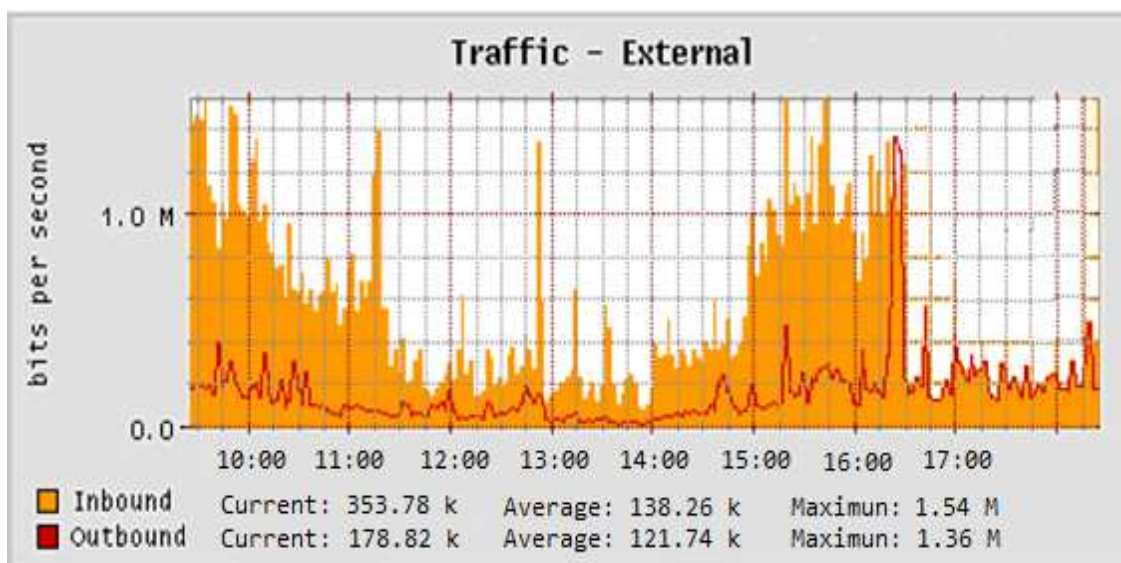 Traffic – External
bits per second
1.0 M
0.0
10:00 11:00 12:00 13:00 14:00 15:00 16:00 17:00
Inbound Current: 353.78 k Average: 138.26 k Maximun: 1.54 M
Outbound Current: 178.82 k Average: 121.74 k Maximun: 1.36 M